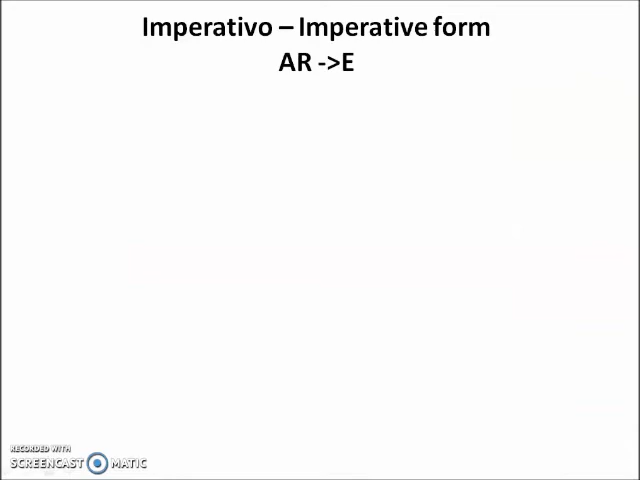 Imperativo – Imperative form
AR ->E
RECORDED WITH
SCREENCAST MATIC